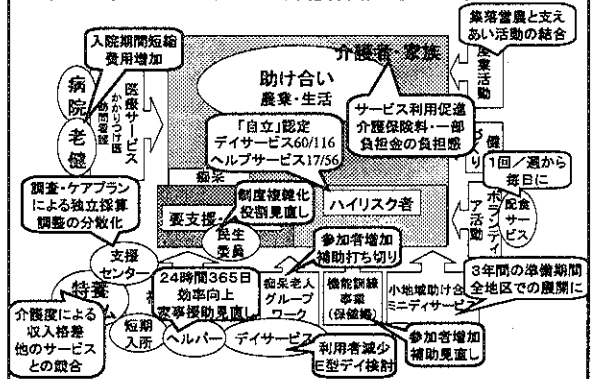 集落営農と支え
あい活動の結合
入院期間短縮
費用増加
介護者・家族
助け合い
農業・生活
産業活動
病院
老健
医療サービス
かかりつけ医
訪問看護
サービス利用促進
介護保険料・一部
負担金の負担感
「自立」認定
デイサービス60/116
ヘルプサービス17/56
1回／週から
毎日に
配食
サービス
調査・ケアプラン
による独立採算
調整の分散化
痴呆
制度複雑化
役割見直し
ハイリスク者
要支援
民生
委員
ボランティア活動
支援
センター
参加者増加
補助打ち切り
特養
24時間365日
効率向上
家事援助見直し
痴呆老人
グループ
ワーク
機能訓練
事業
(保健婦)
小地域助け合い
ミニデイサービス
3年間の準備期間
全地区での展開に
介護度による
収入格差
他のサービス
との競合
短期
入所
ヘルパー
デイサービス
利用者減少
E型デイ検討
参加者増加
補助見直し